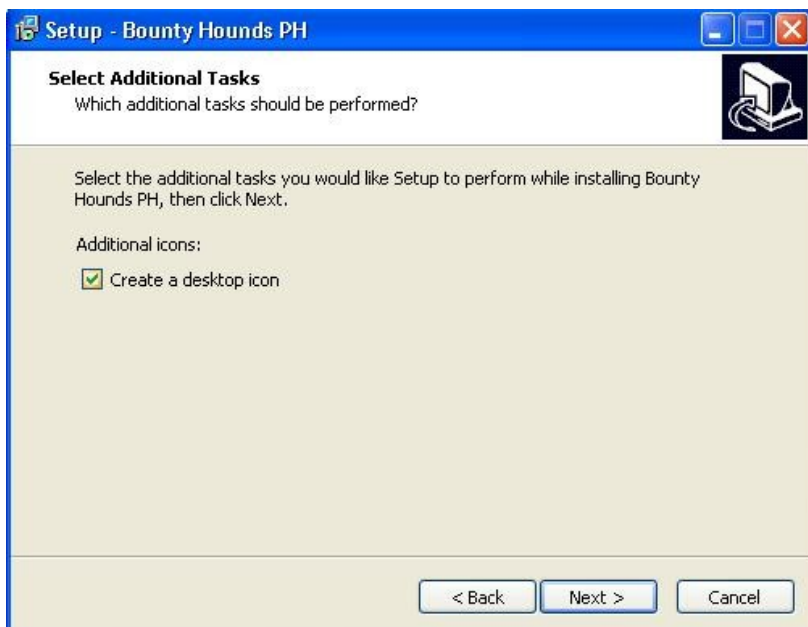 Setup - Bounty Hounds PH
Select Additional Tasks
Which additional tasks should be performed?
Select the additional tasks you would like Setup to perform while installing Bounty
Hounds PH, then click Next.
Additional icons:
Create a desktop icon
< Back Next > Cancel